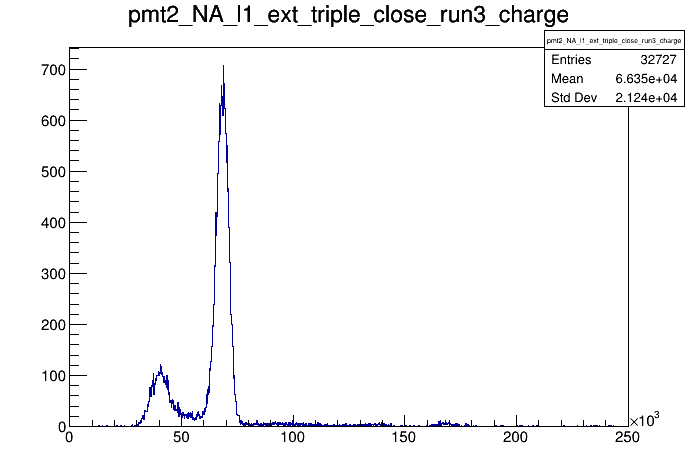 pmt2_NA_l1_ext_triple_close_run3_charge
pmt2_NA_l1_ext_triple_close_run3_charge
Entries 32727
Mean 6.635e+04
Std Dev 2.124e+04
700
600
500
400
300
200
100
0
0 50 100 150 200 250
×10³